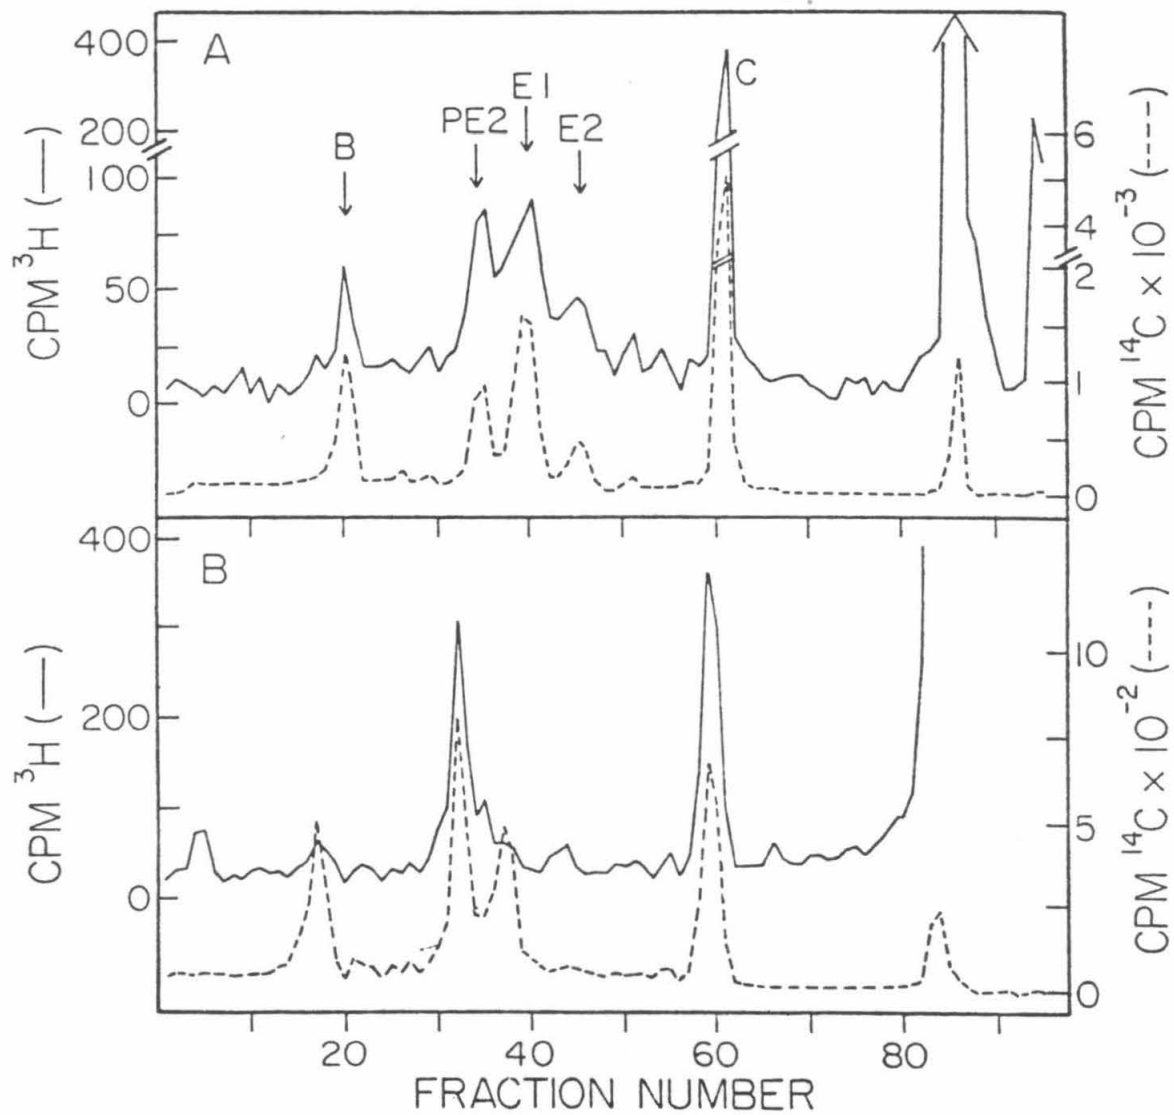 A
400
200
100
50
0
CPM ³H (—)
B
PE2
E1
E2
C
6
4
2
1
0
CPM ¹⁴C x 10⁻³ (----)
B
400
200
0
CPM ³H (—)
10
5
0
CPM ¹⁴C x 10⁻² (----)
20
40
60
80
FRACTION NUMBER